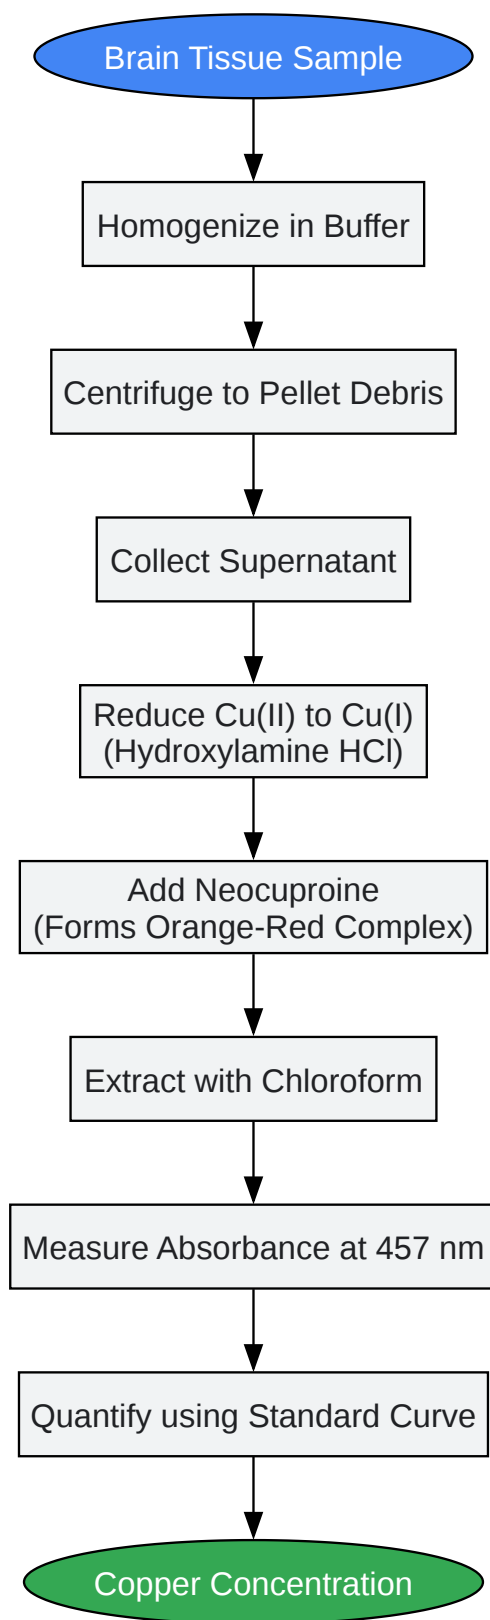 Brain Tissue Sample
Homogenize in Buffer
Centrifuge to Pellet Debris
Collect Supernatant
Reduce Cu(II) to Cu(I)
(Hydroxylamine HCl)
Add Neocuproine
(Forms Orange-Red Complex)
Extract with Chloroform
Measure Absorbance at 457 nm
Quantify using Standard Curve
Copper Concentration